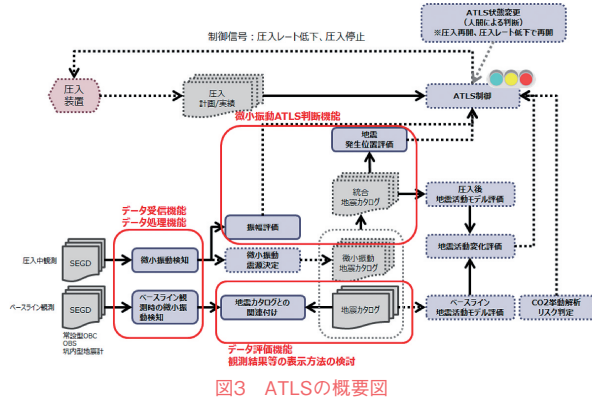 ATLS状態変更
(人間による判断)
※圧入再開、圧入レート低下で再開
制御信号：圧入レート低下、圧入停止
圧入
装置
圧入
計画/実績
ATLS制御
微小振動ATLS判断機能
地震
発生位置評価
統合
地震カタログ
圧入後
地震活動モデル評価
データ受信機能
データ処理機能
振幅評価
地震活動変化評価
圧入中観測
SEGD
微小振動検知
微小振動
震源決定
微小振動
地震カタログ
ベースライン観測
SEGD
ベースライン観
測時の微小振
動検知
地震カタログとの
関連付け
地震カタログ
ベースライン
地震活動モデル評価
CO2挙動解析
リスク判定
常設型OBC
OBS
坑内型地震計
データ評価機能
観測結果等の表示方法の検討
図3　ATLSの概要図